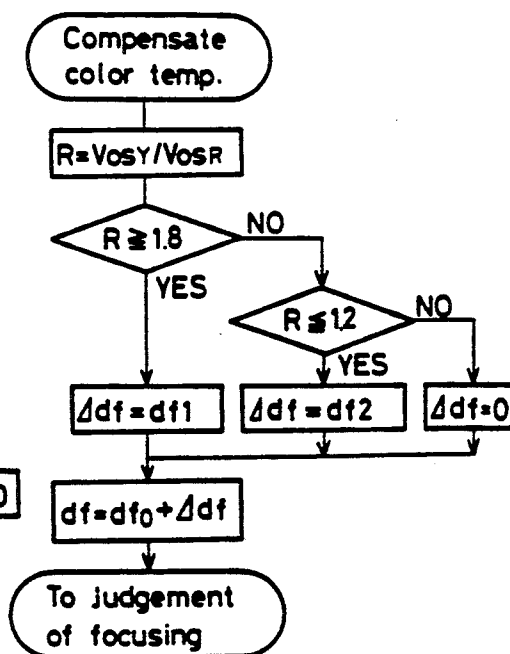 Compensate
color temp.
R=VosY/VosR
R≧1.8
NO
YES
R≦1.2
NO
YES
Δdf=df1
Δdf=df2
Δdf=0
df=df0+Δdf
To judgement
of focusing